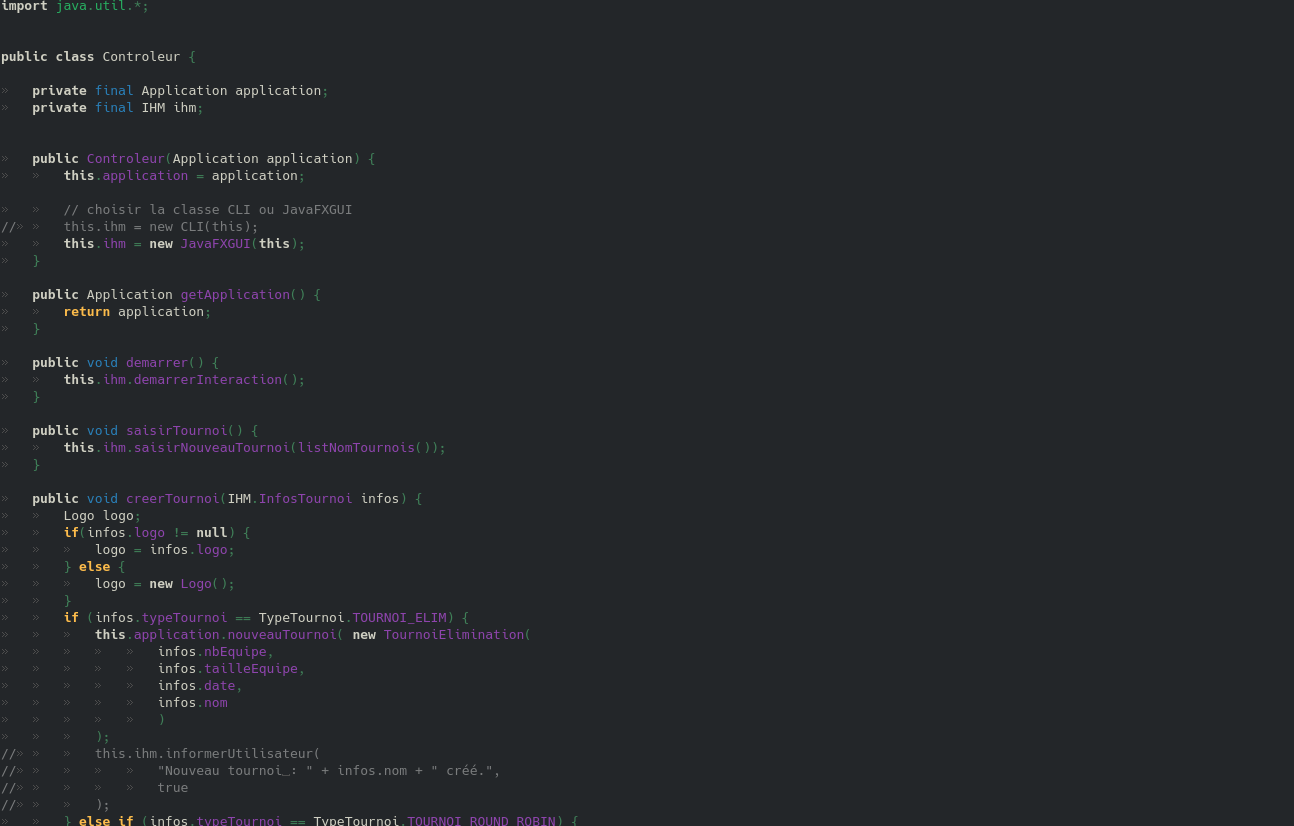 import java.util.*;
public class Controleur {
»   private final Application application;
»   private final IHM ihm;
»   public Controleur(Application application) {
»   »   this.application = application;
»   »   // choisir la classe CLI ou JavaFXGUI
//» »   this.ihm = new CLI(this);
»   »   this.ihm = new JavaFXGUI(this);
»   }
»   public Application getApplication() {
»   »   return application;
»   }
»   public void demarrer() {
»   »   this.ihm.demarrerInteraction();
»   }
»   public void saisirTournoi() {
»   »   this.ihm.saisirNouveauTournoi(listNomTournois());
»   }
»   public void creerTournoi(IHM.InfosTournoi infos) {
»   »   Logo logo;
»   »   if(infos.logo != null) {
»   »   »   logo = infos.logo;
»   »   } else {
»   »   »   logo = new Logo();
»   »   }
»   »   if (infos.typeTournoi == TypeTournoi.TOURNOI_ELIM) {
»   »   »   this.application.nouveauTournoi( new TournoiElimination(
»   »   »   »   »   infos.nbEquipe,
»   »   »   »   »   infos.tailleEquipe,
»   »   »   »   »   infos.date,
»   »   »   »   »   infos.nom
»   »   »   »   »   )
»   »   »   );
//» »   »   this.ihm.informerUtilisateur(
//» »   »   »   »   "Nouveau tournoi_: " + infos.nom + " créé.",
//» »   »   »   »   true
//» »   »   );
»   »   } else if (infos.typeTournoi == TypeTournoi.TOURNOI_ROUND_ROBIN) {